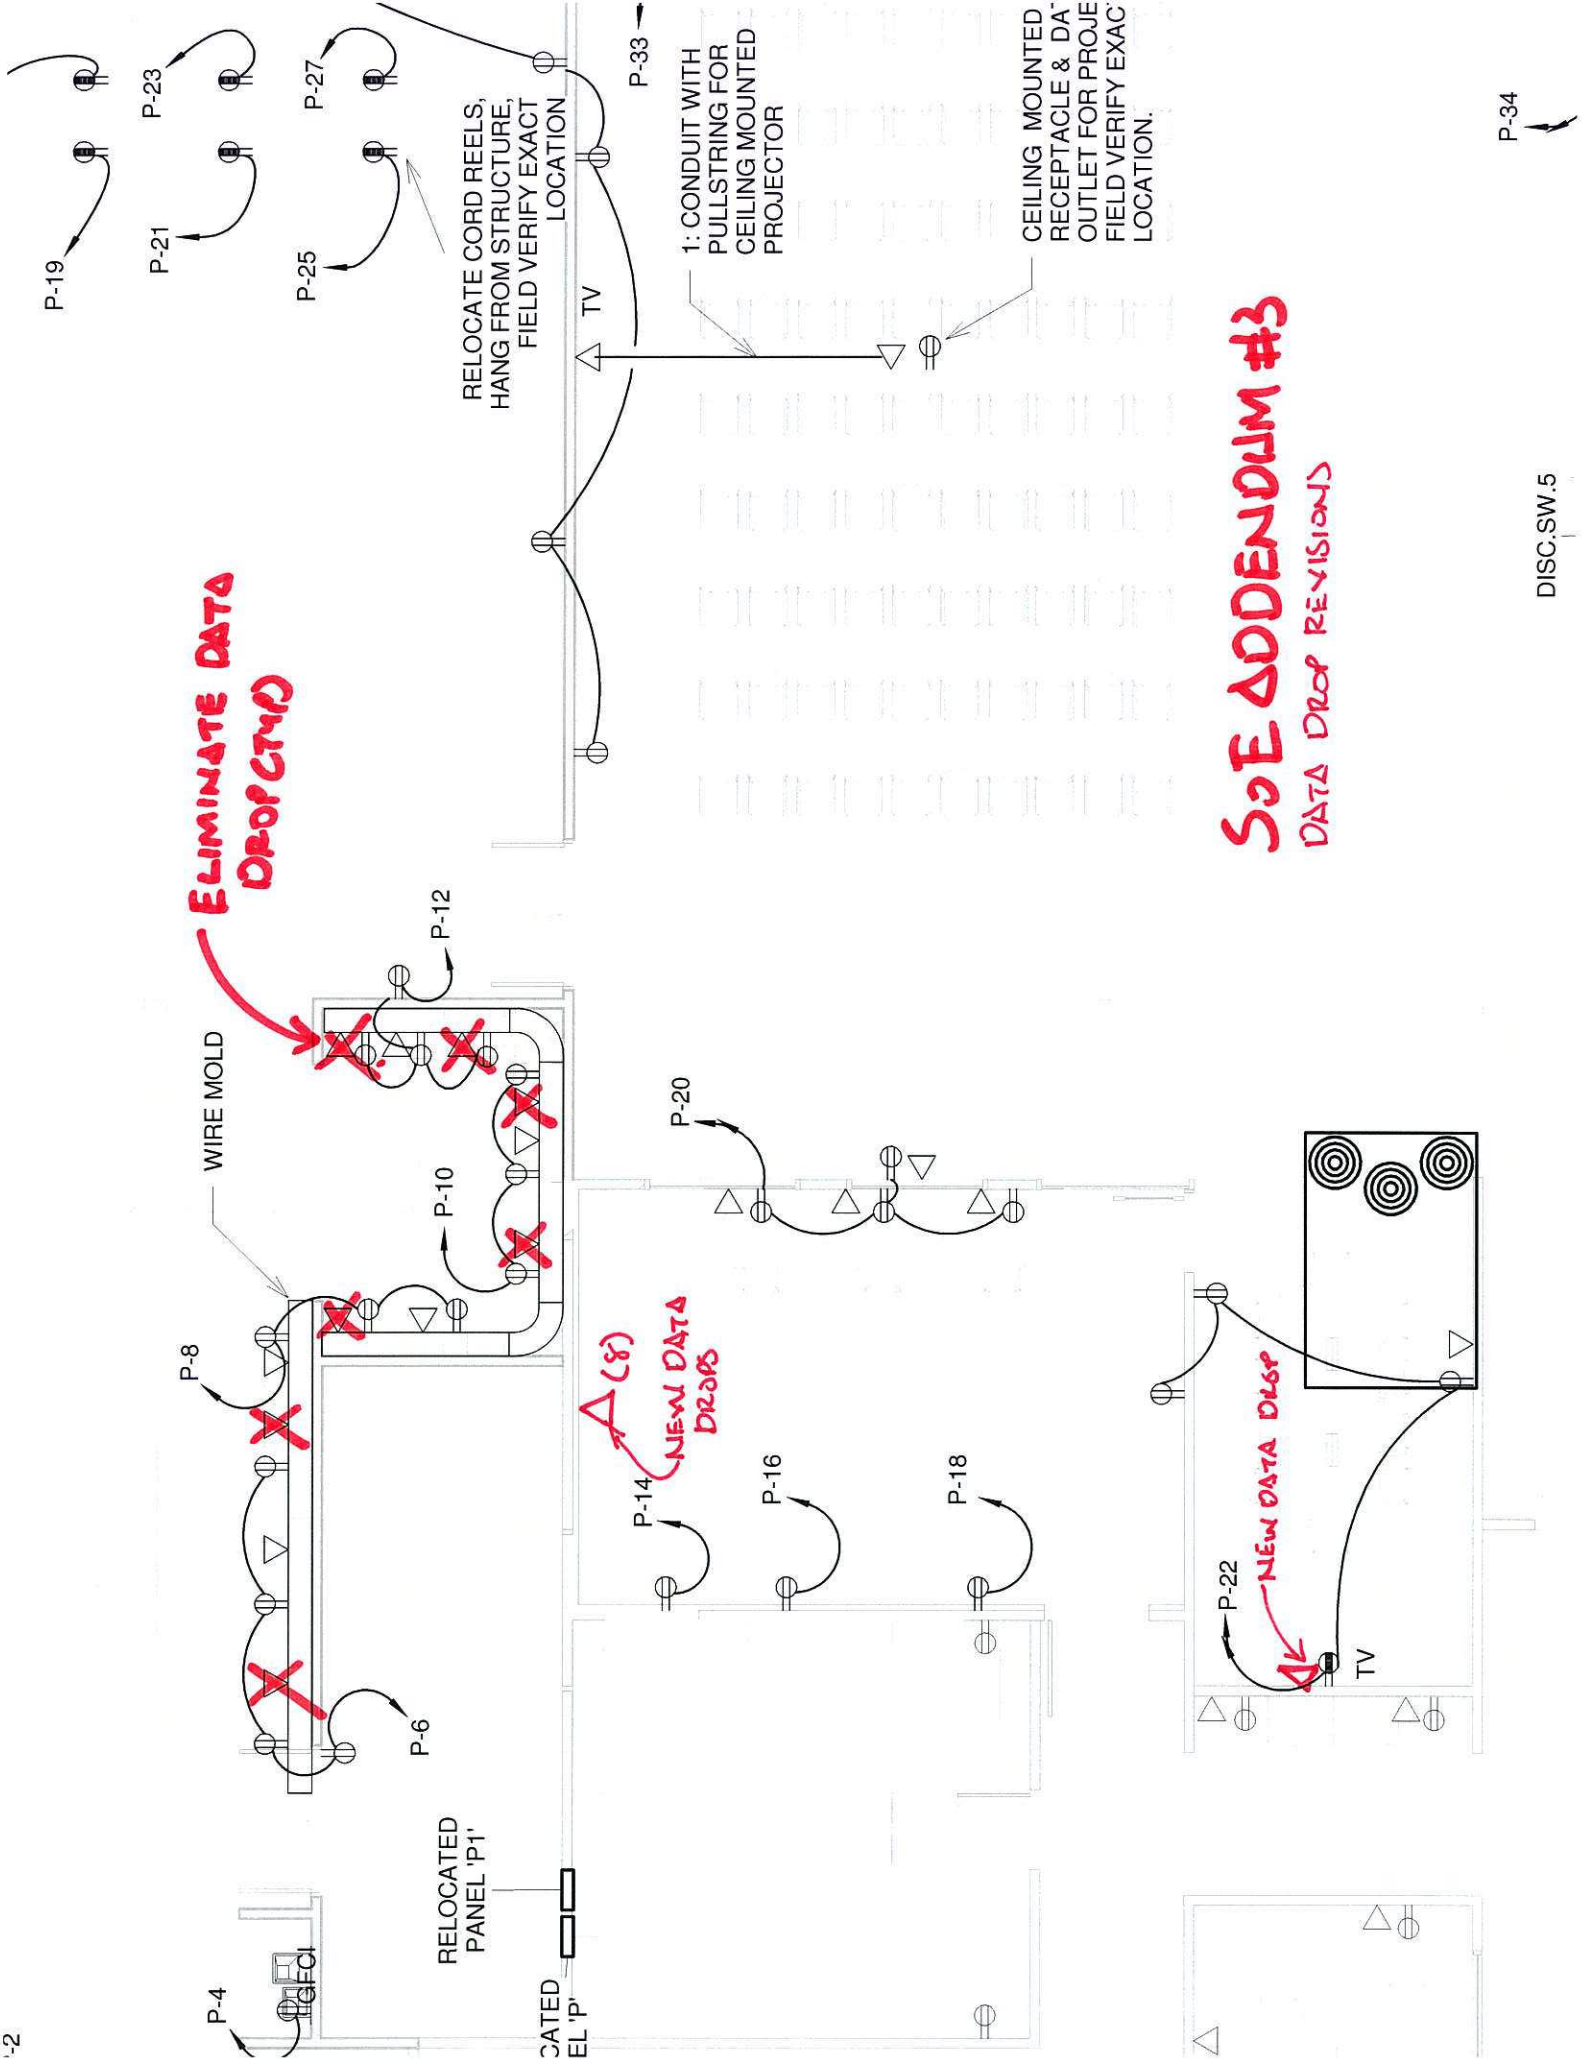 P-23
P-27
P-33
P-19
P-21
P-25
RELOCATE CORD REELS,
HANG FROM STRUCTURE,
FIELD VERIFY EXACT
LOCATION
TV
1: CONDUIT WITH
PULLSTRING FOR
CEILING MOUNTED
PROJECTOR
CEILING MOUNTED
RECEPTACLE & DA
OUTLET FOR PROJE
FIELD VERIFY EXAC
LOCATION.
P-34
DISC.SW.5
ELIMINATE DATA
DROP (TYP)
SoE ADDENDUM #3
DATA DROP REVISIONS
P-12
WIRE MOLD
P-10
P-8
P-20
(8)
NEW DATA
DROPS
P-14
P-16
P-18
NEW DATA DROP
P-22
TV
P-6
RELOCATED
PANEL 'P1'
CATED
EL 'P'
GFCI
P-4
-2